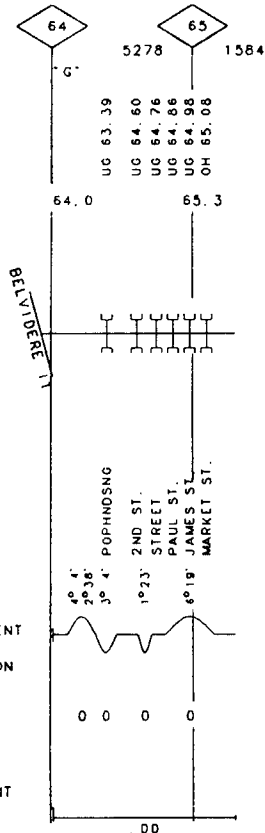 64
65
5278
1584
"G"
UG 63.39
UG 64.60
UG 64.76
UG 64.86
UG 64.98
OH 65.08
64.0
65.3
BELVIDERE
POPHNDSNG
2ND ST.
STREET
PAUL ST.
JAMES ST.
MARKET ST.
4° 4'
2°38'
3° 4'
1°23'
6°19'
ENT
ON
0 0 0 0
NT
.00